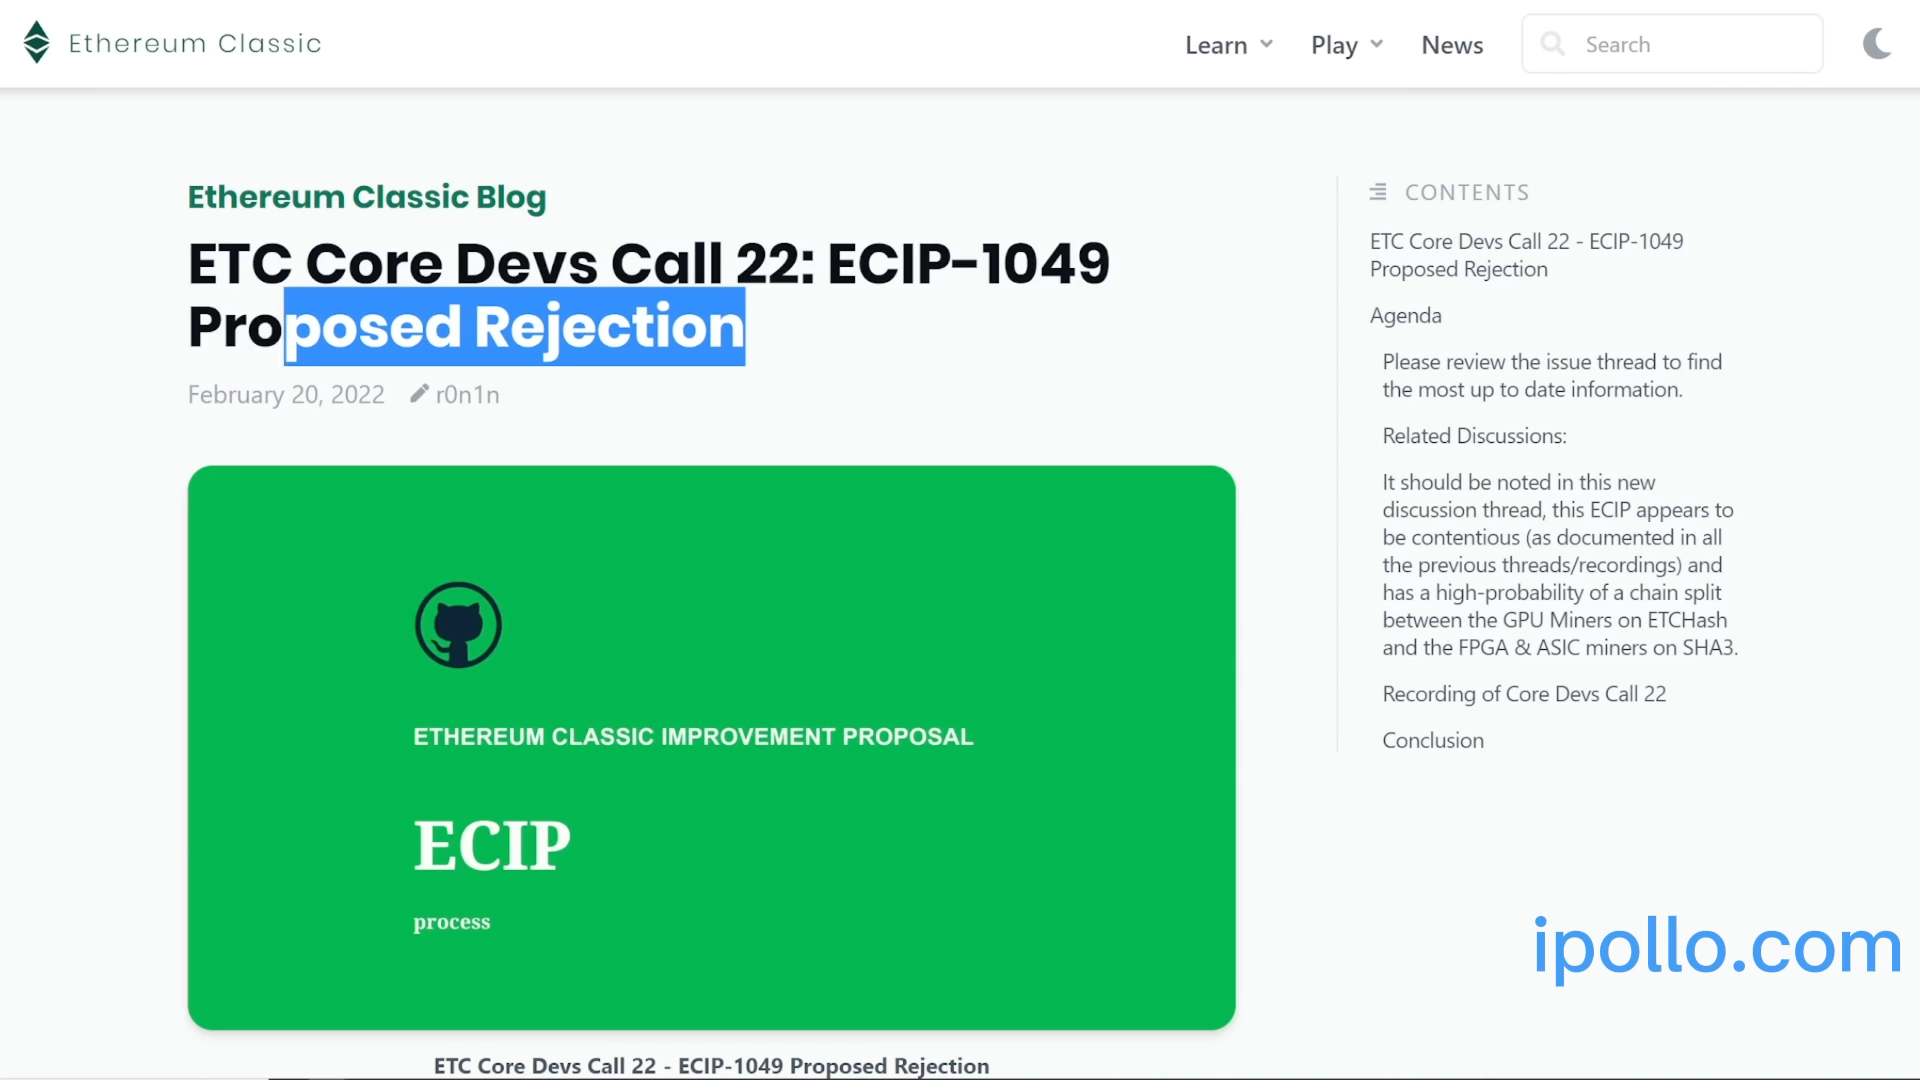 Ethereum Classic
Learn
Play
News
Search
Ethereum Classic Blog
ETC Core Devs Call 22: ECIP-1049
Proposed Rejection
February 20, 2022
r0n1n
ETHEREUM CLASSIC IMPROVEMENT PROPOSAL
ECIP
process
ETC Core Devs Call 22 - ECIP-1049 Proposed Rejection
CONTENTS
ETC Core Devs Call 22 - ECIP-1049
Proposed Rejection
Agenda
Please review the issue thread to find
the most up to date information.
Related Discussions:
It should be noted in this new
discussion thread, this ECIP appears to
be contentious (as documented in all
the previous threads/recordings) and
has a high-probability of a chain split
between the GPU Miners on ETCHash
and the FPGA & ASIC miners on SHA3.
Recording of Core Devs Call 22
Conclusion
ipollo.com